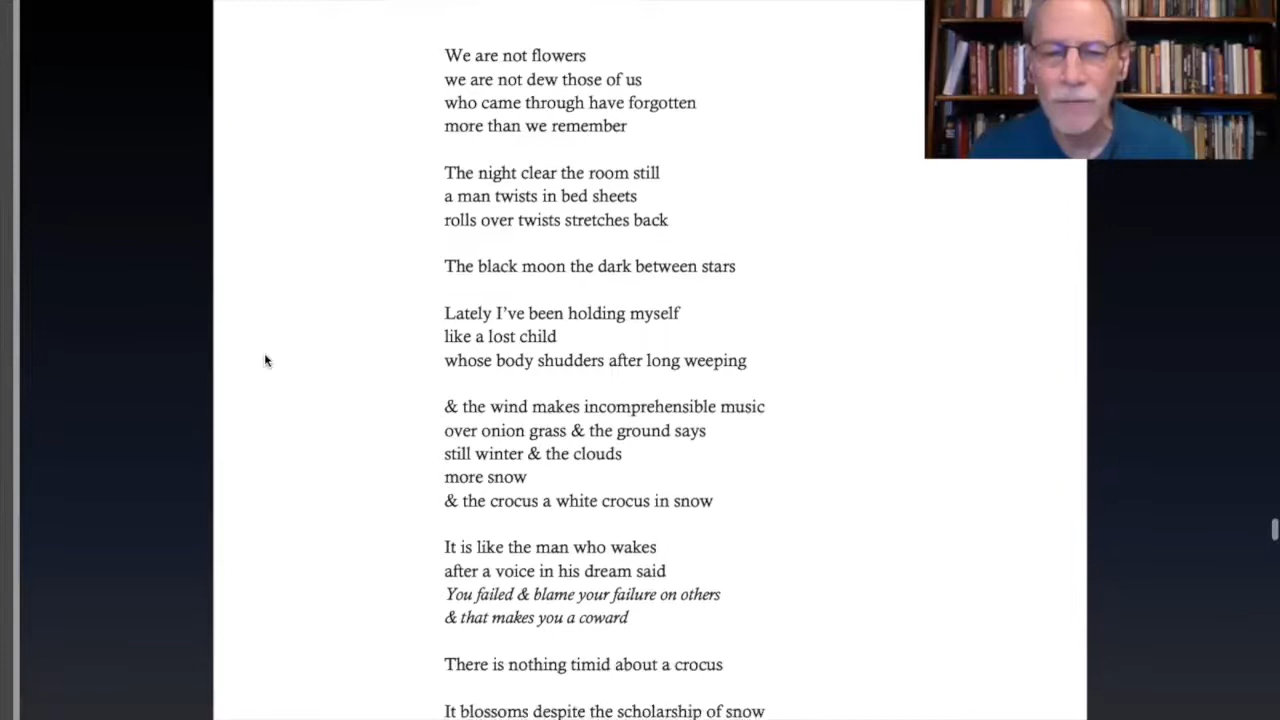 We are not flowers
we are not dew those of us
who came through have forgotten
more than we remember
The night clear the room still
a man twists in bed sheets
rolls over twists stretches back
The black moon the dark between stars
Lately I've been holding myself
like a lost child
whose body shudders after long weeping
& the wind makes incomprehensible music
over onion grass & the ground says
still winter & the clouds
more snow
& the crocus a white crocus in snow
It is like the man who wakes
after a voice in his dream said
You failed & blame your failure on others
& that makes you a coward
There is nothing timid about a crocus
It blossoms despite the scholarship of snow